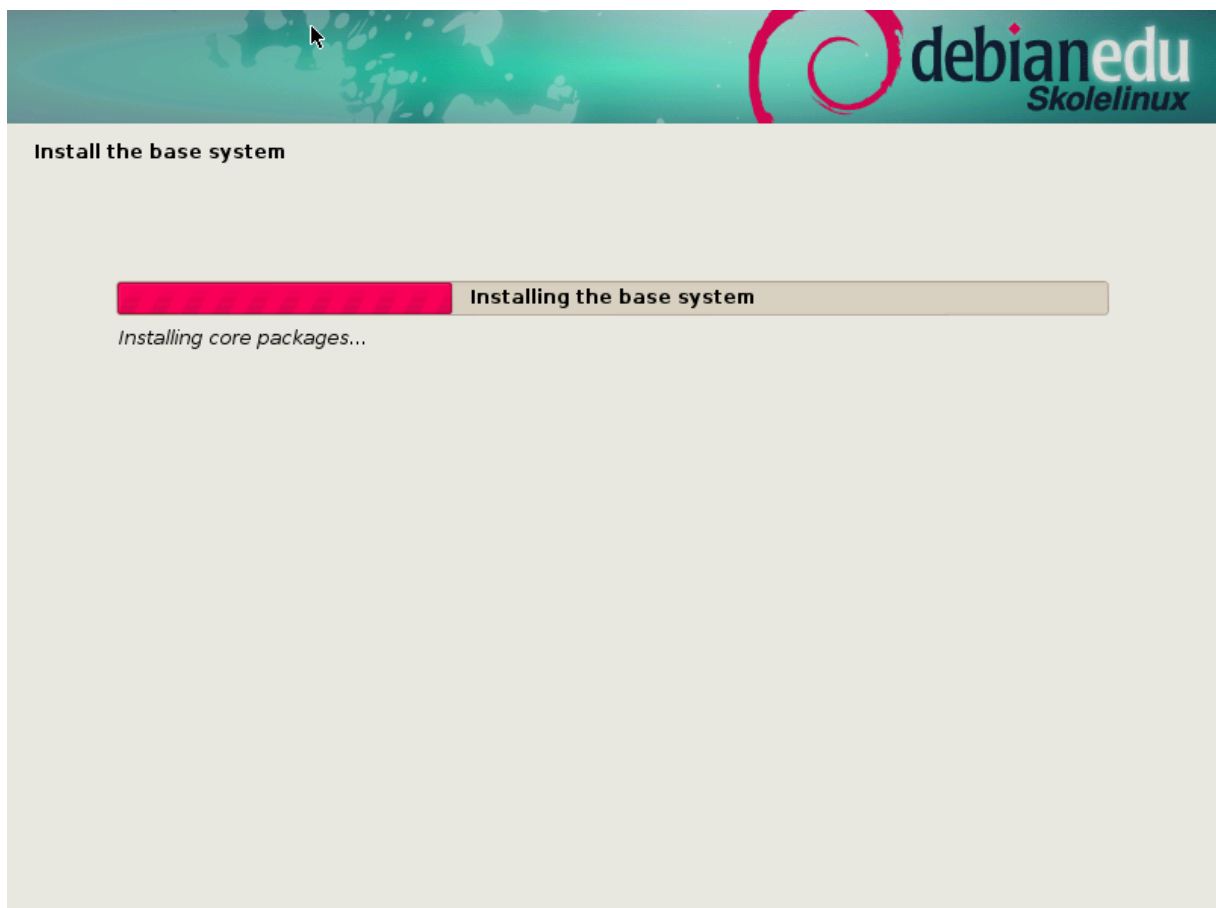 debianedu
Skolelinux
Install the base system
Installing the base system
Installing core packages...